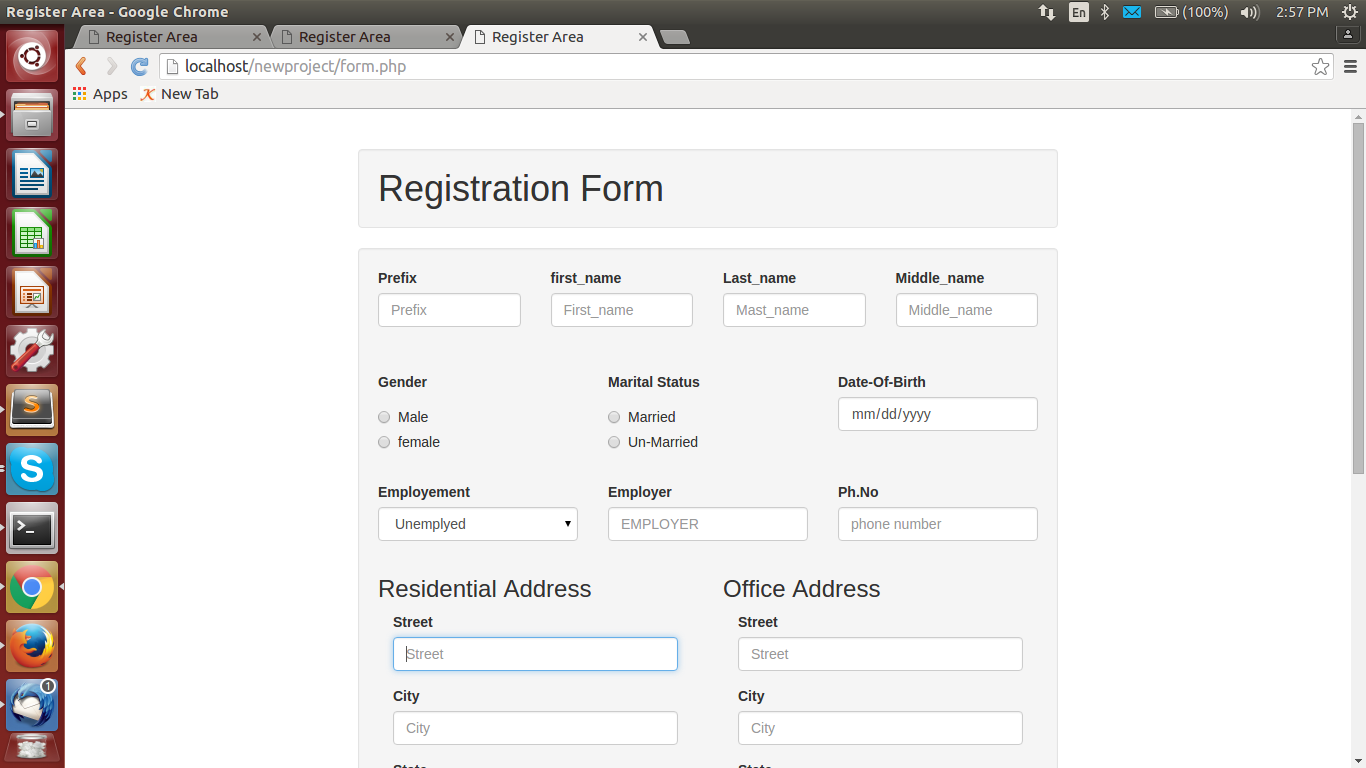 Register Area - Google Chrome En (100%) 2:57 PM
Register Area Register Area Register Area
localhost/newproject/form.php
Apps New Tab
Registration Form
Prefix first_name Last_name Middle_name
Prefix First_name Mast_name Middle_name
Gender Marital Status Date-Of-Birth
Male Married mm/dd/yyyy
female Un-Married
Employement Employer Ph.No
Unemplyed EMPLOYER phone number
Residential Address Office Address
Street Street
Street Street
City City
City City
State State
S
S
>_
1